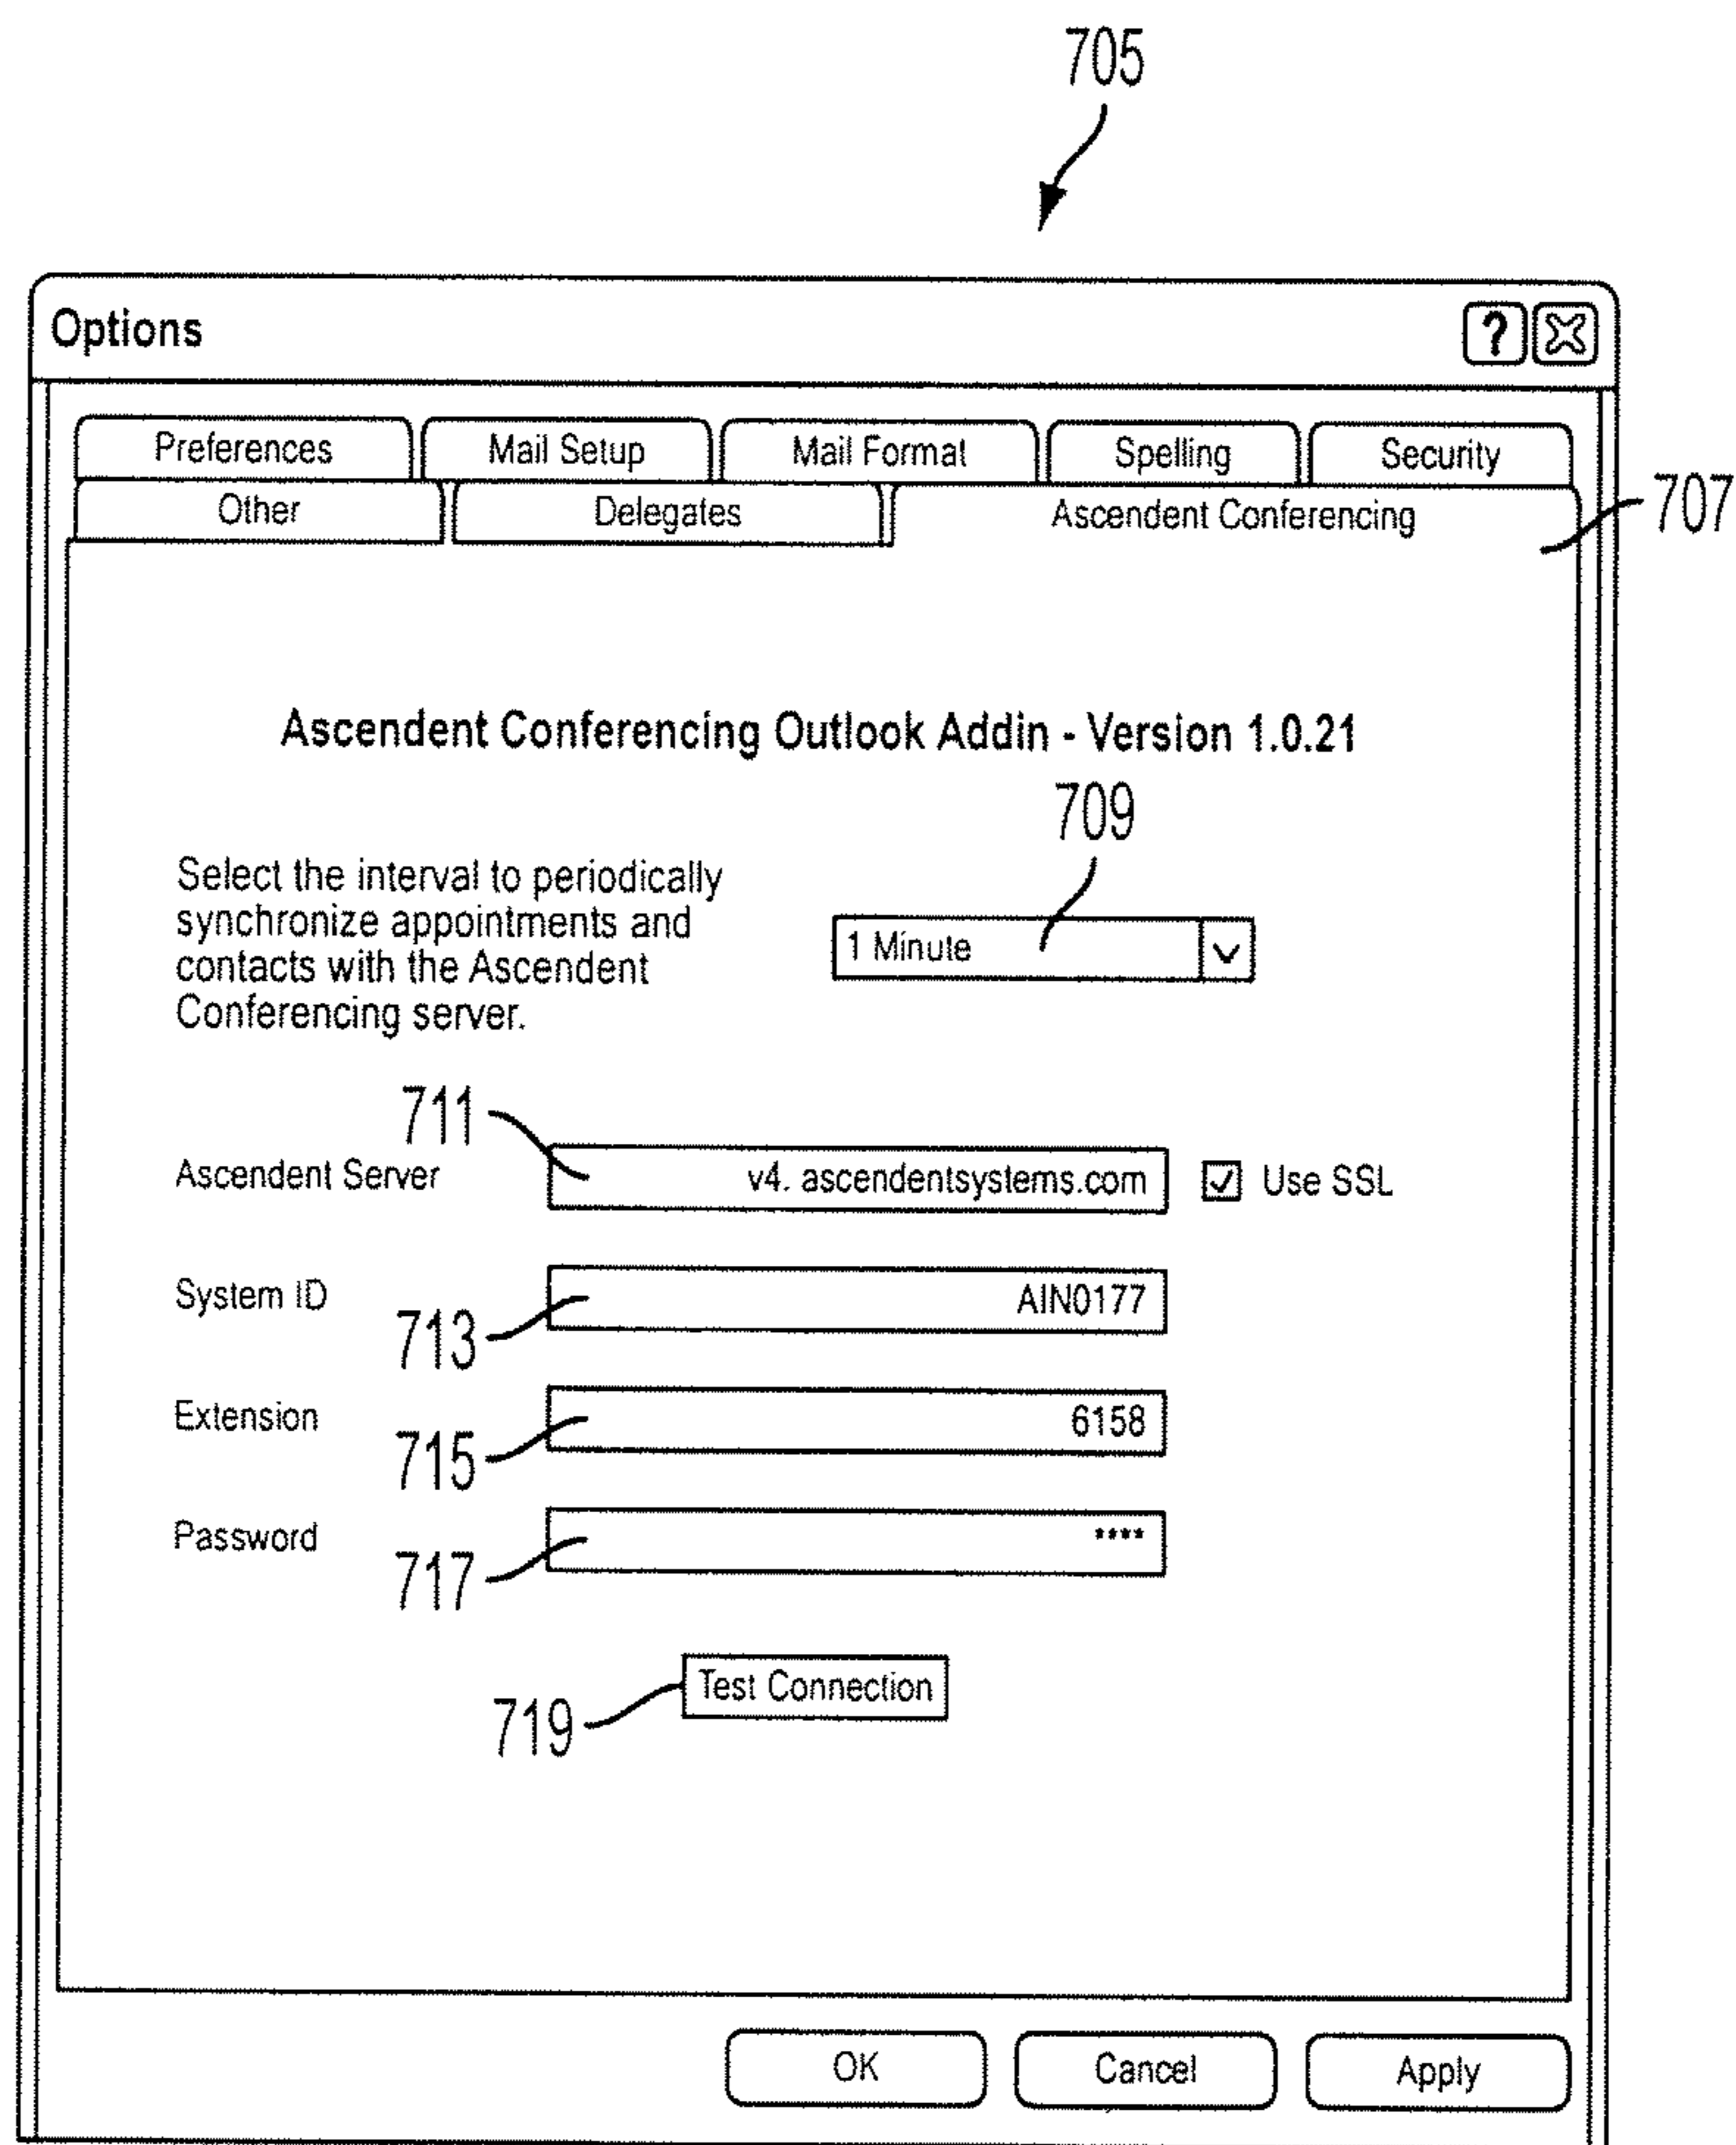 705
Options
?
Preferences Mail Setup Mail Format Spelling Security
Other Delegates Ascendent Conferencing
707
Ascendent Conferencing Outlook Addin - Version 1.0.21
709
Select the interval to periodically
synchronize appointments and
contacts with the Ascendent
Conferencing server.
1 Minute
711
Ascendent Server v4. ascendentsystems.com Use SSL
System ID AIN0177
713
Extension 6158
715
Password ****
717
Test Connection
719
OK Cancel Apply